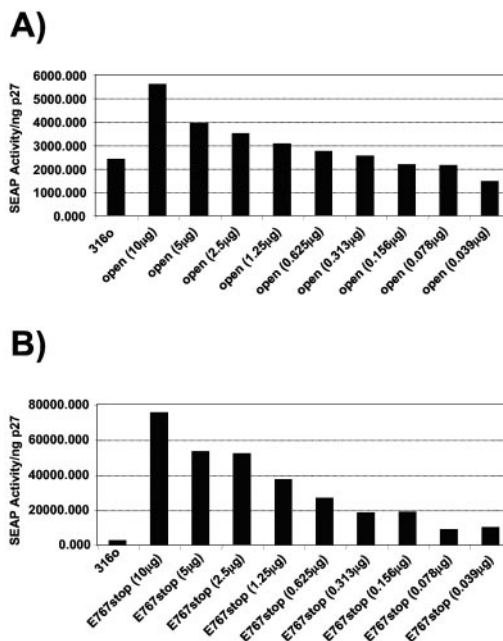 A)
SEAP Activity/ng p27
6000.000
5000.000
4000.000
3000.000
2000.000
1000.000
0.000
316o
open (10µg)
open (5µg)
open (2.5µg)
open (1.25µg)
open (0.625µg)
open (0.313µg)
open (0.156µg)
open (0.078µg)
open (0.039µg)
B)
SEAP Activity/ng p27
80000.000
60000.000
40000.000
20000.000
0.000
316o
E767stop (10µg)
E767stop (5µg)
E767stop (2.5µg)
E767stop (1.25µg)
E767stop (0.625µg)
E767stop (0.313µg)
E767stop (0.156µg)
E767stop (0.078µg)
E767stop (0.039µg)